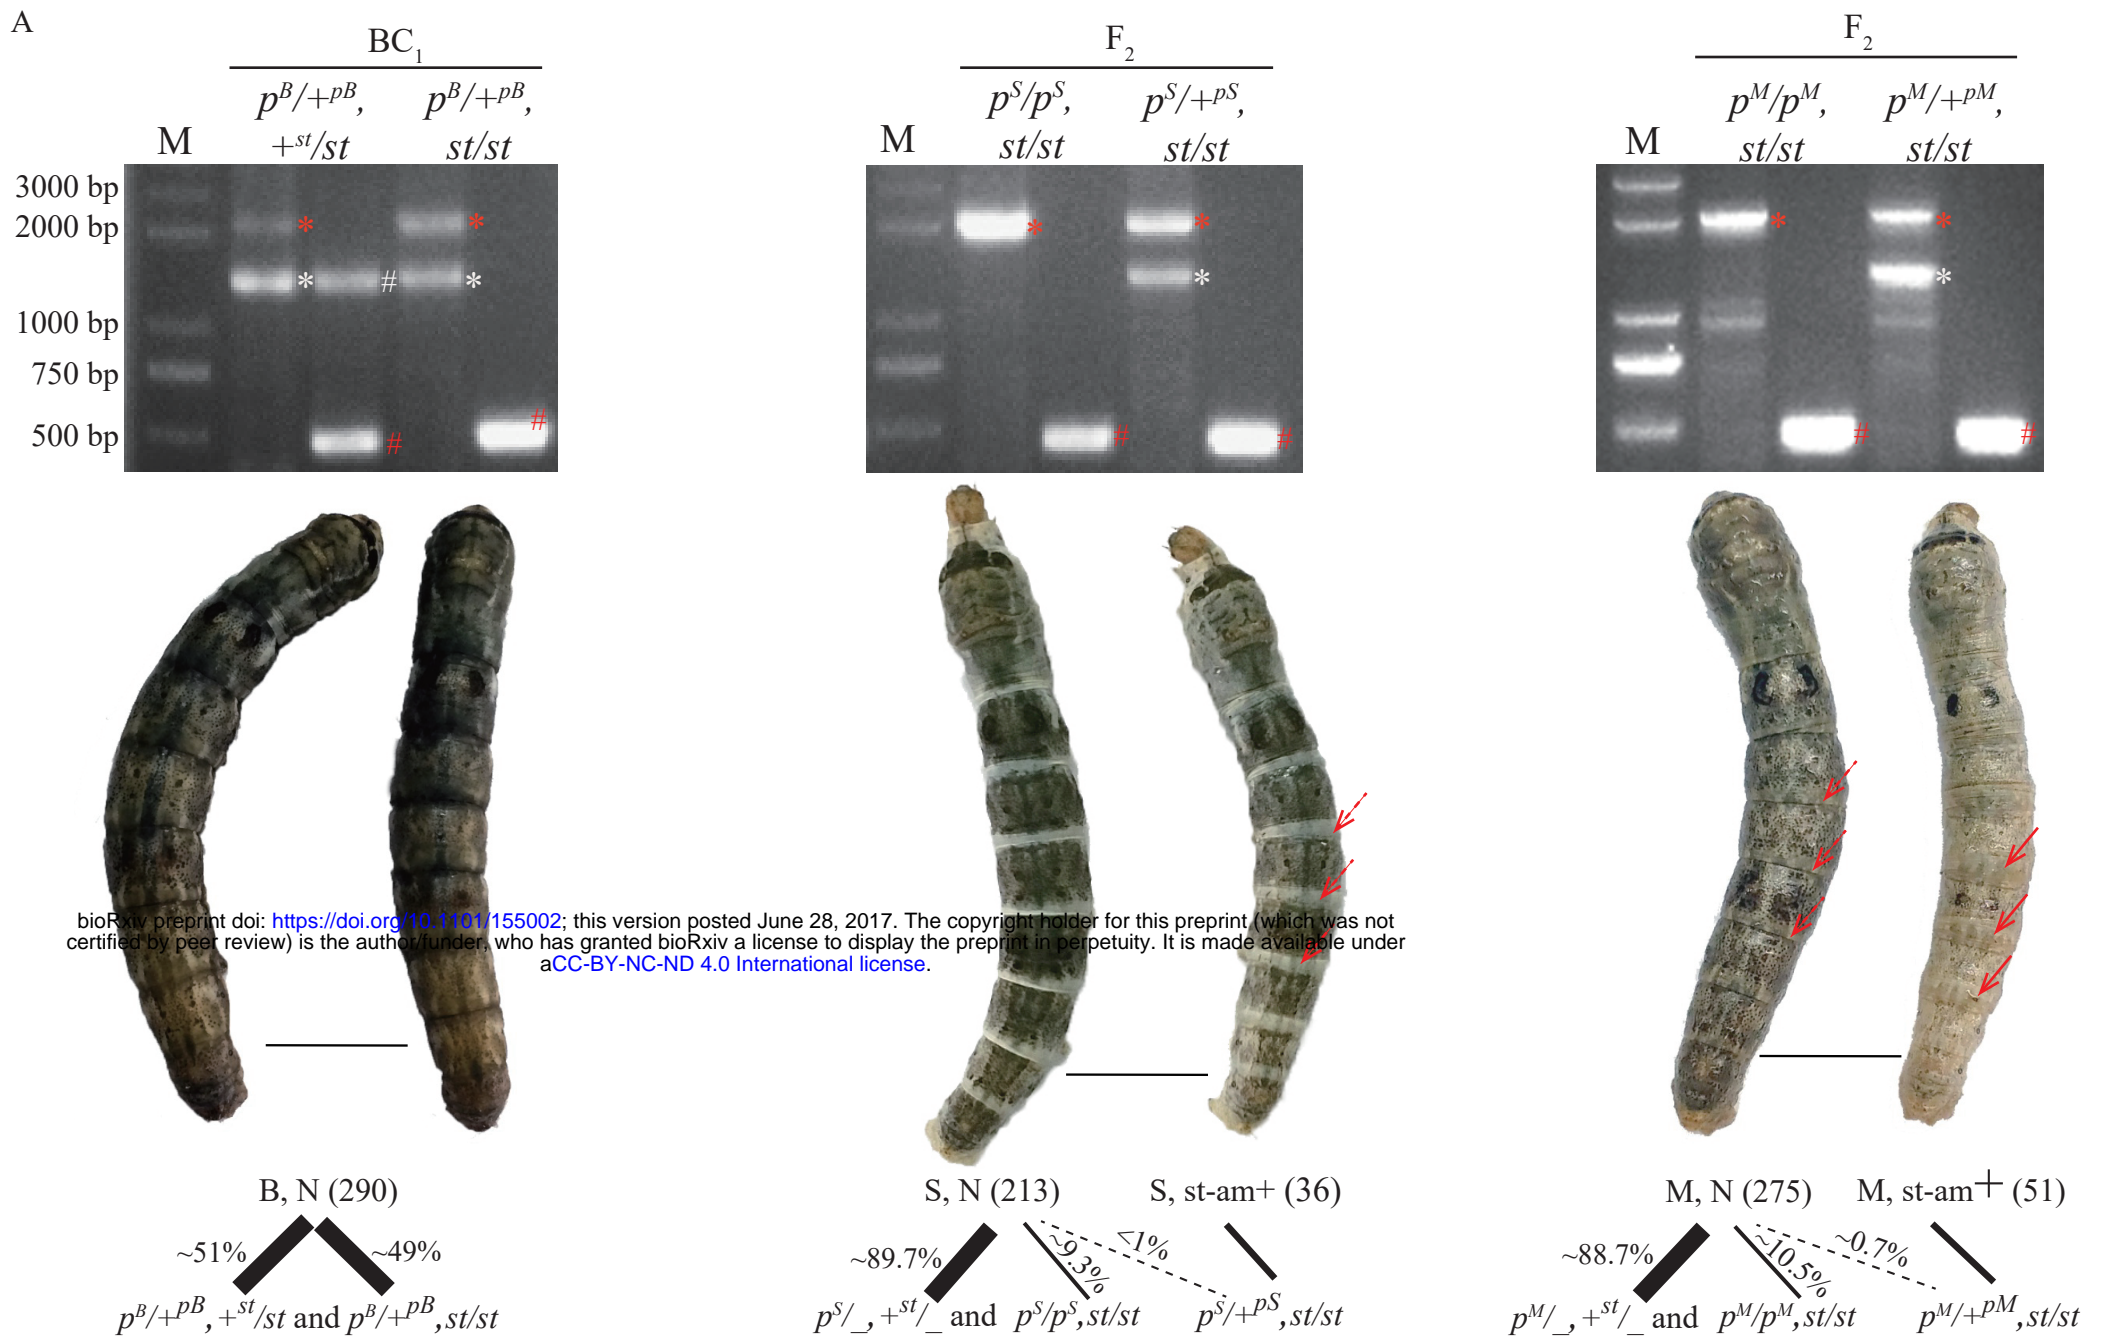 A
BC1
pB/+pB,
+st/st
pB/+pB,
st/st
M
3000 bp
2000 bp
1000 bp
750 bp
500 bp
*
*
#
#
*
*
#
F2
pS/pS,
st/st
pS/+pS,
st/st
M
*
#
*
*
#
F2
pM/pM,
st/st
pM/+pM,
st/st
M
*
#
*
*
#
bioRxiv preprint doi: https://doi.org/10.1101/155002; this version posted June 28, 2017. The copyright holder for this preprint (which was not
certified by peer review) is the author/funder, who has granted bioRxiv a license to display the preprint in perpetuity. It is made available under
aCC-BY-NC-ND 4.0 International license.
B, N (290)
~51%
~49%
pB/+pB, +st/st and pB/+pB, st/st
S, N (213)
S, st-am+ (36)
~89.7%
~9.3%
<1%
pS/_, +st/_ and pS/pS, st/st
pS/+pS, st/st
M, N (275)
M, st-am+ (51)
~88.7%
~10.5%
~0.7%
pM/_, +st/_ and pM/pM, st/st
pM/+pM, st/st